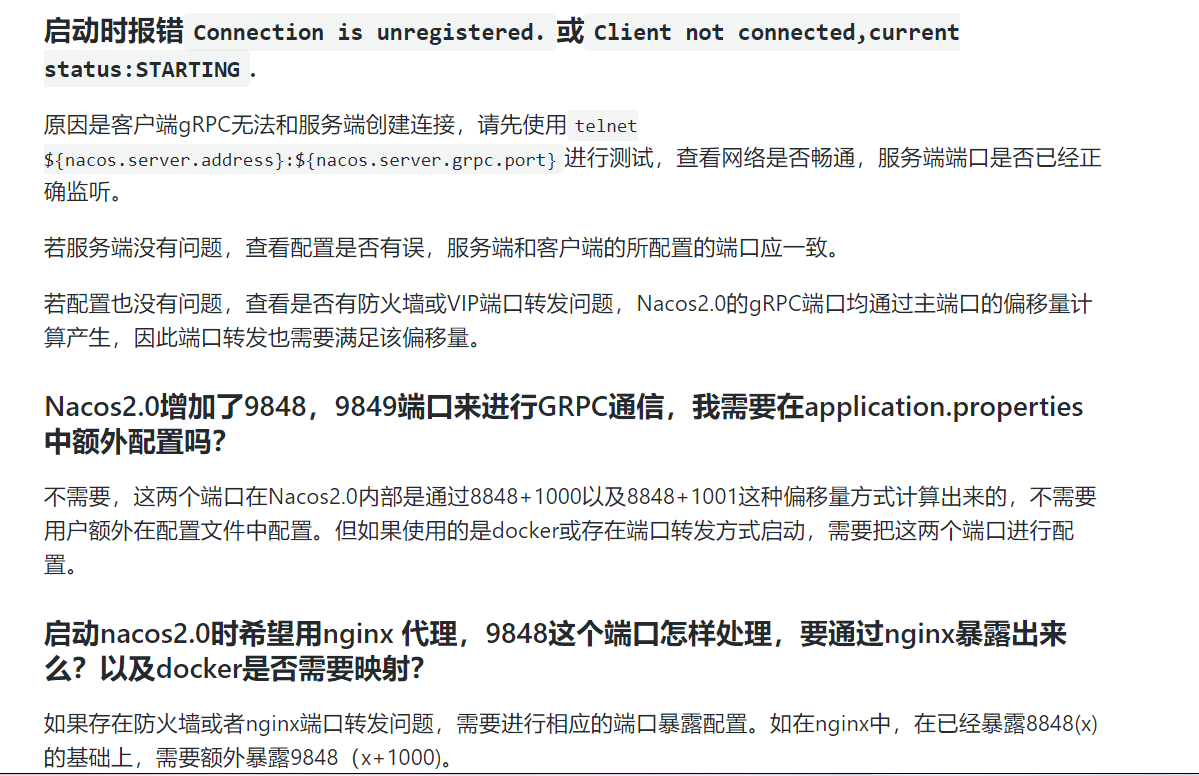 启动时报错 Connection is unregistered. 或 Client not connected,current
status:STARTING .
原因是客户端gRPC无法和服务端创建连接，请先使用 telnet
${nacos.server.address}:${nacos.server.grpc.port} 进行测试，查看网络是否畅通，服务端端口是否已经正
确监听。
若服务端没有问题，查看配置是否有误，服务端和客户端的所配置的端口应一致。
若配置也没有问题，查看是否有防火墙或VIP端口转发问题，Nacos2.0的gRPC端口均通过主端口的偏移量计
算产生，因此端口转发也需要满足该偏移量。
Nacos2.0增加了9848，9849端口来进行GRPC通信，我需要在application.properties
中额外配置吗？
不需要，这两个端口在Nacos2.0内部是通过8848+1000以及8848+1001这种偏移量方式计算出来的，不需要
用户额外在配置文件中配置。但如果使用的是docker或存在端口转发方式启动，需要把这两个端口进行配
置。
启动nacos2.0时希望用nginx 代理，9848这个端口怎样处理，要通过nginx暴露出来
么？以及docker是否需要映射？
如果存在防火墙或者nginx端口转发问题，需要进行相应的端口暴露配置。如在nginx中，在已经暴露8848(x)
的基础上，需要额外暴露9848（x+1000)。